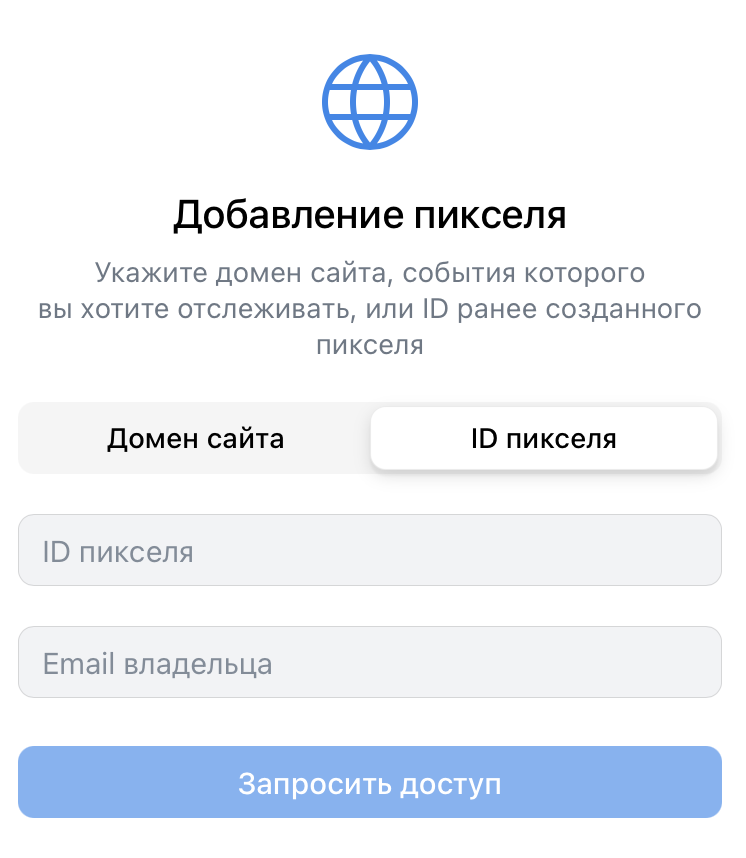 Добавление пикселя
Укажите домен сайта, события которого
вы хотите отслеживать, или ID ранее созданного
пикселя
Домен сайта
ID пикселя
ID пикселя
Email владельца
Запросить доступ